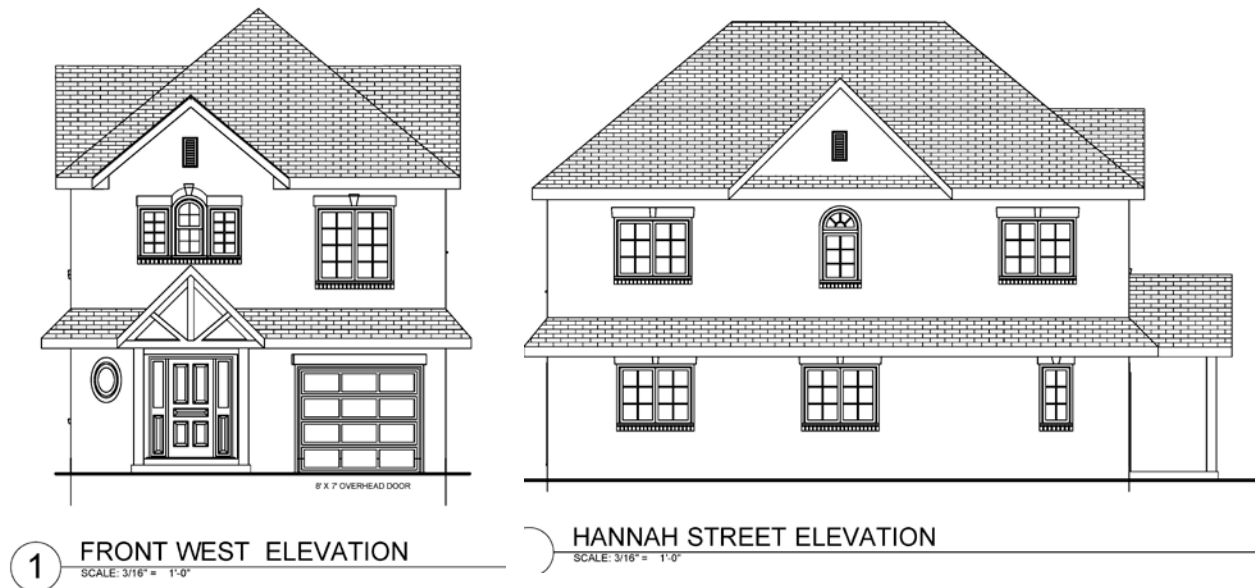 8' X 7' OVERHEAD DOOR
1
FRONT WEST ELEVATION
SCALE: 3/16" = 1'-0"
HANNAH STREET ELEVATION
SCALE: 3/16" = 1'-0"